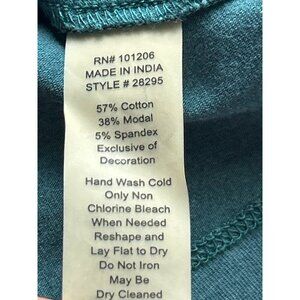 RN# 101206
MADE IN INDIA
STYLE # 28295
57% Cotton
38% Modal
5% Spandex
Exclusive of
Decoration
Hand Wash Cold
Only Non
Chlorine Bleach
When Needed
Reshape and
Lay Flat to Dry
Do Not Iron
May be
Dry Cleaned